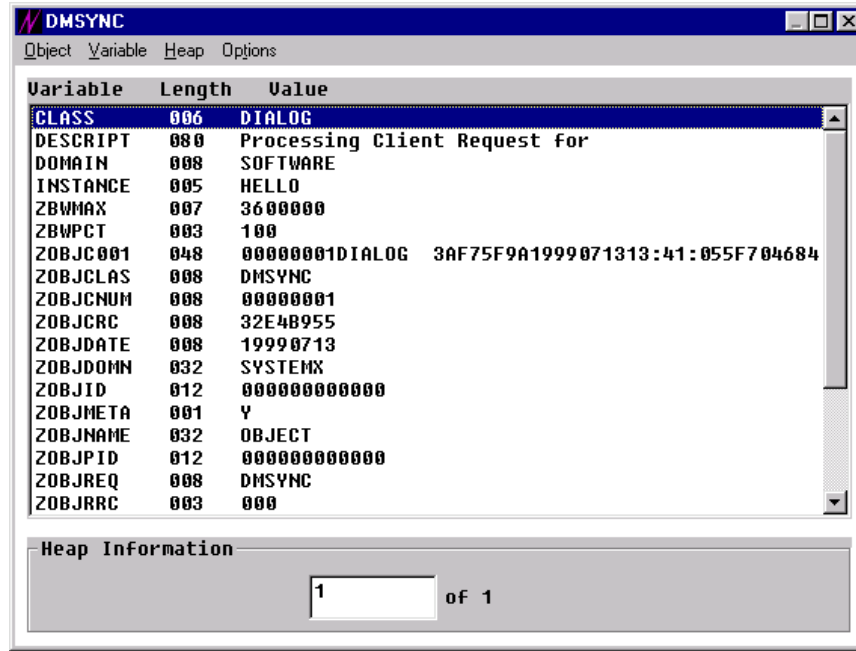 DMSYNC
Object Variable Heap Options
Variable Length Value
CLASS 006 DIALOG
DESCRIPT 080 Processing Client Request for
DOMAIN 008 SOFTWARE
INSTANCE 005 HELLO
ZBWMAX 007 3600000
ZBWPCT 003 100
ZOBJC001 048 00000001DIALOG 3AF75F9A1999071313:41:055F704684
ZOBJCLAS 008 DMSYNC
ZOBJCNUM 008 00000001
ZOBJCRC 008 32E4B955
ZOBJDATE 008 19990713
ZOBJDOMN 032 SYSTEMX
ZOBJID 012 000000000000
ZOBJMETA 001 Y
ZOBJNAME 032 OBJECT
ZOBJPID 012 000000000000
ZOBJREQ 008 DMSYNC
ZOBJRRC 003 000
Heap Information
1 of 1